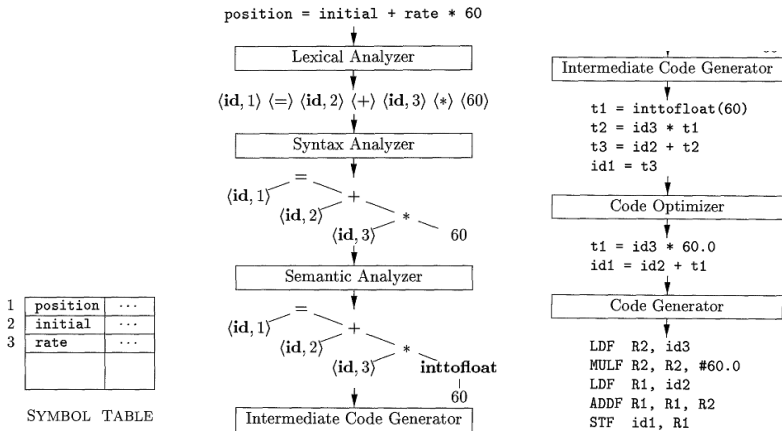 position = initial + rate * 60
Lexical Analyzer
⟨id, 1⟩ ⟨=⟩ ⟨id, 2⟩ ⟨+⟩ ⟨id, 3⟩ ⟨*⟩ ⟨60⟩
Syntax Analyzer
=
⟨id, 1⟩
+
⟨id, 2⟩
*
⟨id, 3⟩
60
Semantic Analyzer
=
⟨id, 1⟩
+
⟨id, 2⟩
*
⟨id, 3⟩
inttofloat
60
Intermediate Code Generator
1 position ...
2 initial ...
3 rate ...
SYMBOL TABLE
Intermediate Code Generator
t1 = inttofloat(60)
t2 = id3 * t1
t3 = id2 + t2
id1 = t3
Code Optimizer
t1 = id3 * 60.0
id1 = id2 + t1
Code Generator
LDF R2, id3
MULF R2, R2, #60.0
LDF R1, id2
ADDF R1, R1, R2
STF id1, R1